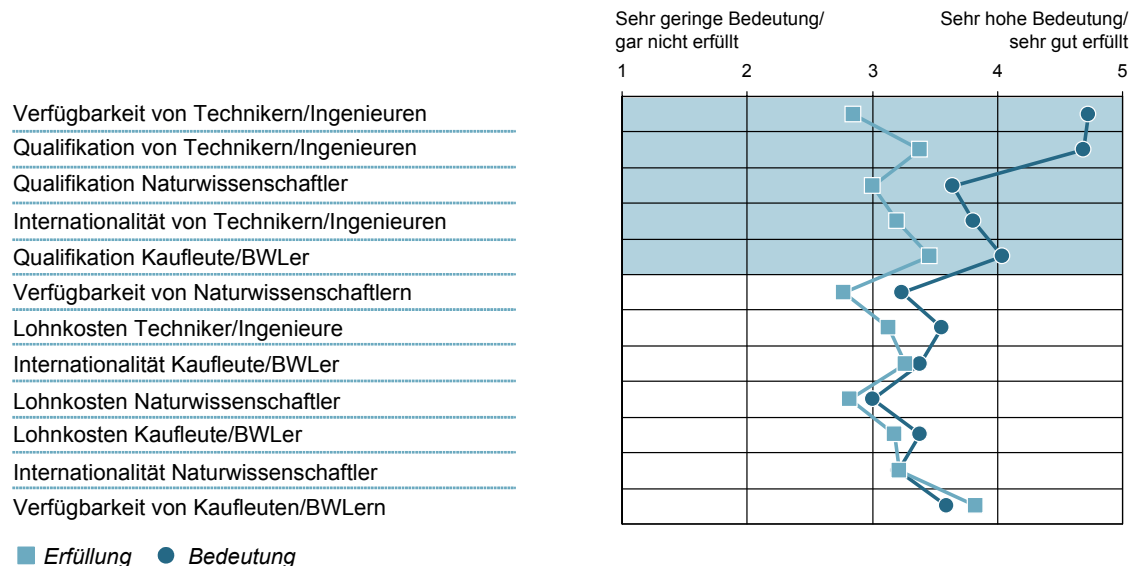 Sehr geringe Bedeutung/
gar nicht erfüllt
Sehr hohe Bedeutung/
sehr gut erfüllt
1 2 3 4 5
Verfügbarkeit von Technikern/Ingenieuren
Qualifikation von Technikern/Ingenieuren
Qualifikation Naturwissenschaftler
Internationalität von Technikern/Ingenieuren
Qualifikation Kaufleute/BWLer
Verfügbarkeit von Naturwissenschaftlern
Lohnkosten Techniker/Ingenieure
Internationalität Kaufleute/BWLer
Lohnkosten Naturwissenschaftler
Lohnkosten Kaufleute/BWLer
Internationalität Naturwissenschaftler
Verfügbarkeit von Kaufleuten/BWLern
Erfüllung Bedeutung